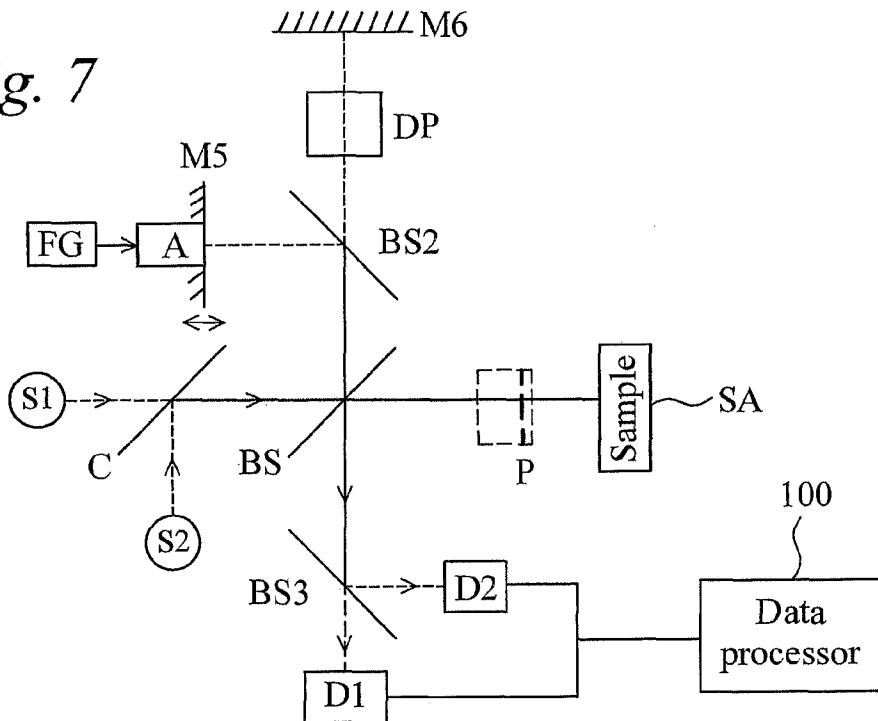 g. 7
M6
DP
M5
FG
A
BS2
S1
C
BS
P
Sample
SA
S2
100
BS3
D2
Data
processor
D1